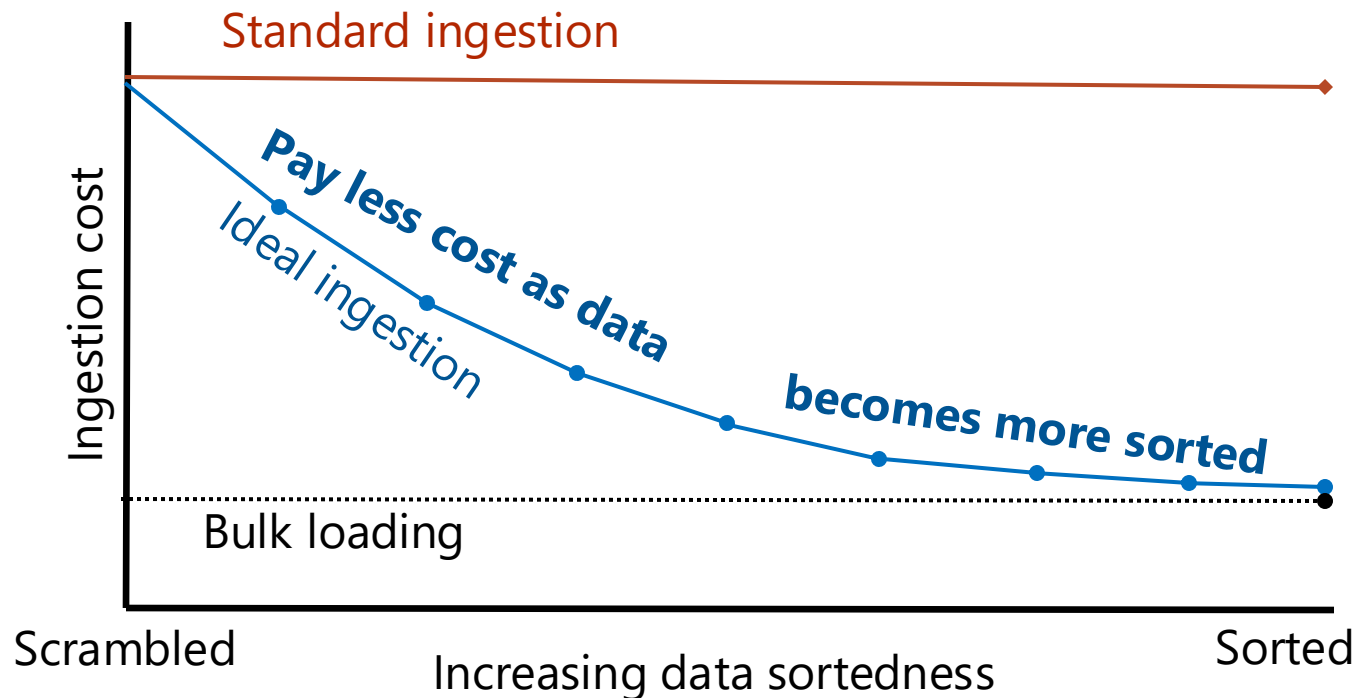 Standard ingestion
Pay less cost as data
becomes more sorted
Ideal ingestion
Ingestion cost
Bulk loading
Scrambled
Sorted
Increasing data sortedness